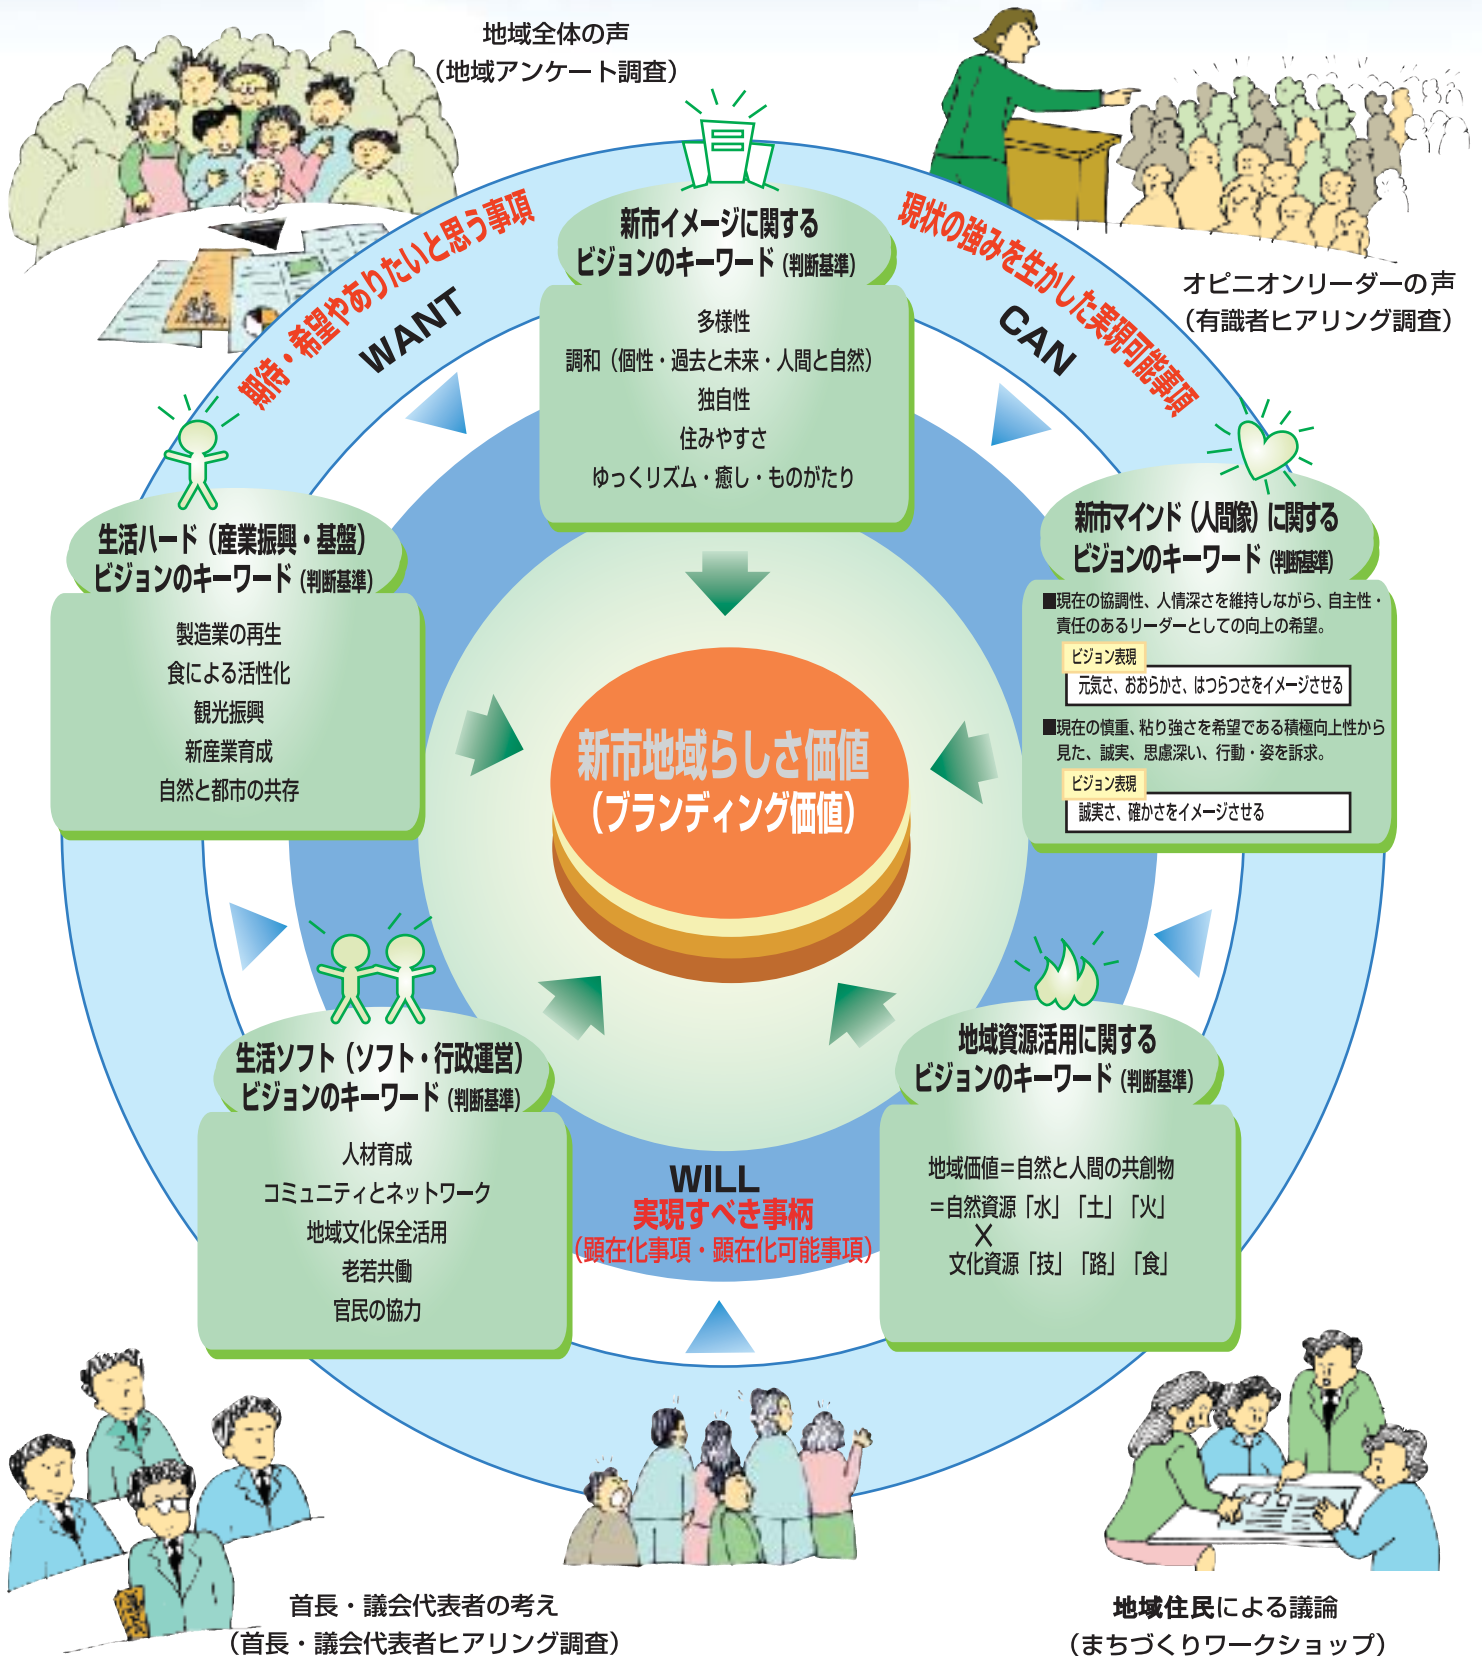 地域全体の声
（地域アンケート調査）
オピニオンリーダーの声
（有識者ヒアリング調査）
期待・希望やありたいと思う事項
WANT
現状の強みを生かした実現可能事項
CAN
新市イメージに関する
ビジョンのキーワード（判断基準）
多様性
調和（個性・過去と未来・人間と自然）
独自性
住みやすさ
ゆっくリズム・癒し・ものがたり
生活ハード（産業振興・基盤）
ビジョンのキーワード（判断基準）
製造業の再生
食による活性化
観光振興
新産業育成
自然と都市の共存
新市マインド（人間像）に関する
ビジョンのキーワード（判断基準）
■現在の協調性、人情深さを維持しながら、自主性・
責任のあるリーダーとしての向上の希望。
ビジョン表現
元気さ、おおらかさ、はつらつさをイメージさせる
■現在の慎重、粘り強さを希望である積極向上性から
見た、誠実、思慮深い、行動・姿を訴求。
ビジョン表現
誠実さ、確かさをイメージさせる
新市地域らしさ価値
（ブランディング価値）
生活ソフト（ソフト・行政運営）
ビジョンのキーワード（判断基準）
人材育成
コミュニティとネットワーク
地域文化保全活用
老若共働
官民の協力
地域資源活用に関する
ビジョンのキーワード（判断基準）
地域価値＝自然と人間の共創物
＝自然資源「水」「土」「火」
×
文化資源「技」「路」「食」
WILL
実現すべき事柄
（顕在化事項・顕在化可能事項）
首長・議会代表者の考え
（首長・議会代表者ヒアリング調査）
地域住民による議論
（まちづくりワークショップ）